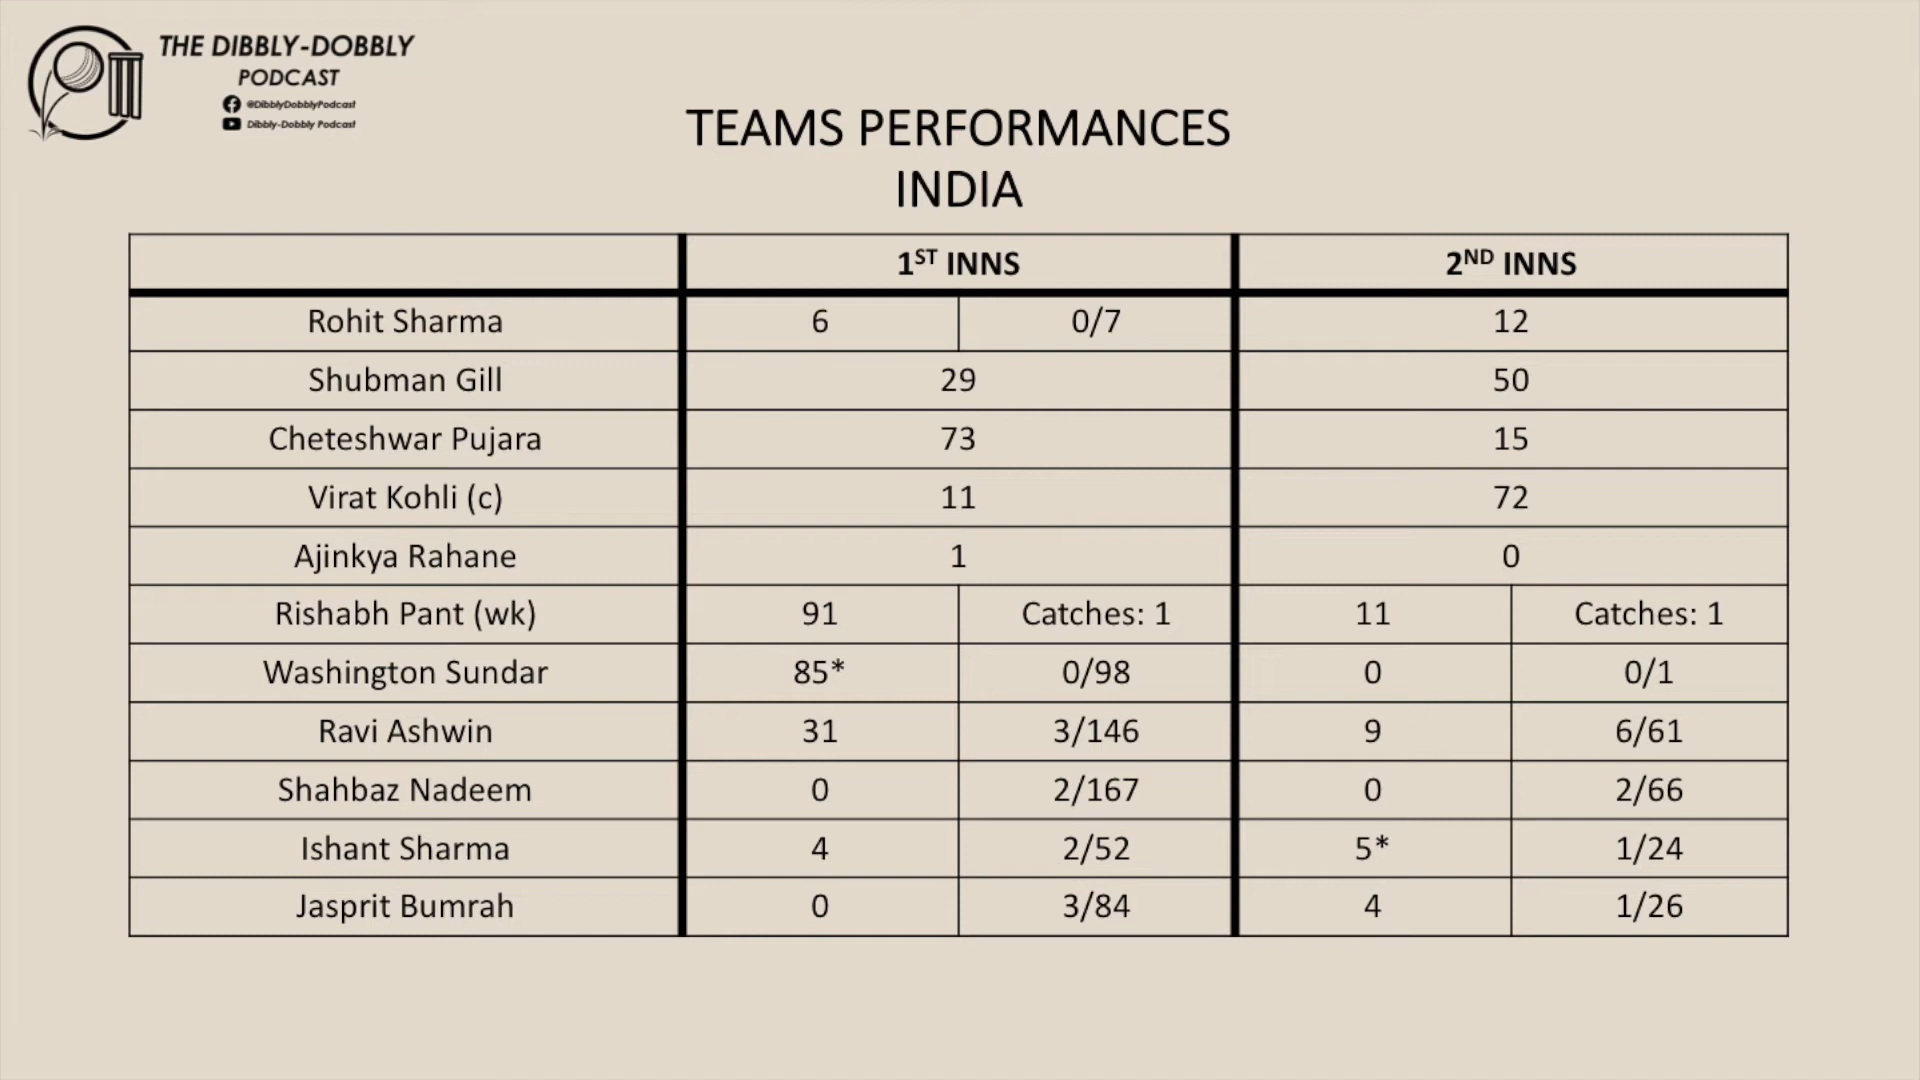 THE DIBBLY-DOBBLY
PODCAST
@DibblyDobblyPodcast
Dibbly-Dobbly Podcast
TEAMS PERFORMANCES
INDIA
1ST INNS 2ND INNS
Rohit Sharma 6 0/7 12
Shubman Gill 29 50
Cheteshwar Pujara 73 15
Virat Kohli (c) 11 72
Ajinkya Rahane 1 0
Rishabh Pant (wk) 91 Catches: 1 11 Catches: 1
Washington Sundar 85* 0/98 0 0/1
Ravi Ashwin 31 3/146 9 6/61
Shahbaz Nadeem 0 2/167 0 2/66
Ishant Sharma 4 2/52 5* 1/24
Jasprit Bumrah 0 3/84 4 1/26